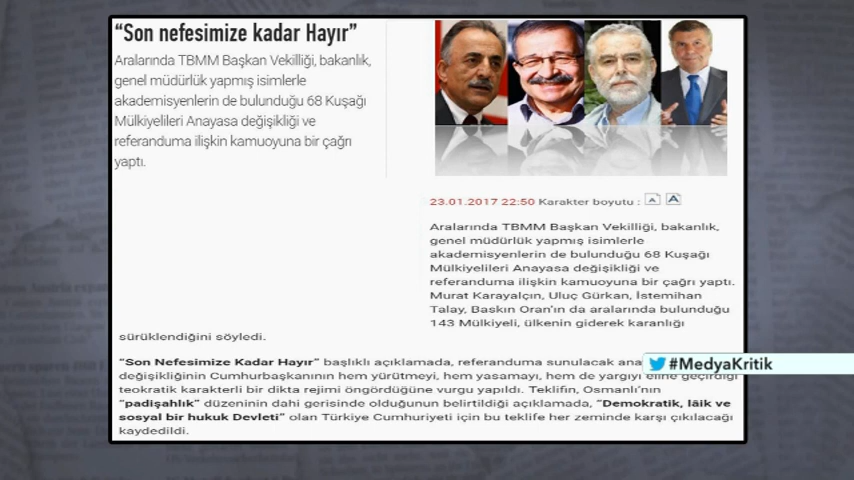 “Son nefesimize kadar Hayır”
Aralarında TBMM Başkan Vekilliği, bakanlık,
genel müdürlük yapmış isimlerle
akademisyenlerin de bulunduğu 68 Kuşağı
Mülkiyelileri Anayasa değişikliği ve
referanduma ilişkin kamuoyuna bir çağrı
yaptı.
23.01.2017 22:50 Karakter boyutu : A A
Aralarında TBMM Başkan Vekilliği, bakanlık,
genel müdürlük yapmış isimlerle
akademisyenlerin de bulunduğu 68 Kuşağı
Mülkiyelileri Anayasa değişikliği ve
referanduma ilişkin kamuoyuna bir çağrı yaptı.
Murat Karayalçın, Uluç Gürkan, İstemihan
Talay, Baskın Oran'ın da aralarında bulunduğu
143 Mülkiyeli, ülkenin giderek karanlığı
sürüklendiğini söyledi.
“Son Nefesimize Kadar Hayır” başlıklı açıklamada, referanduma sunulacak
#MedyaKritik
değişikliğinin Cumhurbaşkanının hem yürütmeyi, hem yasamayı, hem de yargıyı eline geçirdiği
teokratik karakterli bir dikta rejimi öngördüğüne vurgu yapıldı. Teklifin, Osmanlı'nın
“padişahlık” düzeninin dahi gerisinde olduğunun belirtildiği açıklamada, “Demokratik, lâik ve
sosyal bir hukuk Devleti” olan Türkiye Cumhuriyeti için bu teklife her zeminde karşı çıkılacağı
kaydedildi.